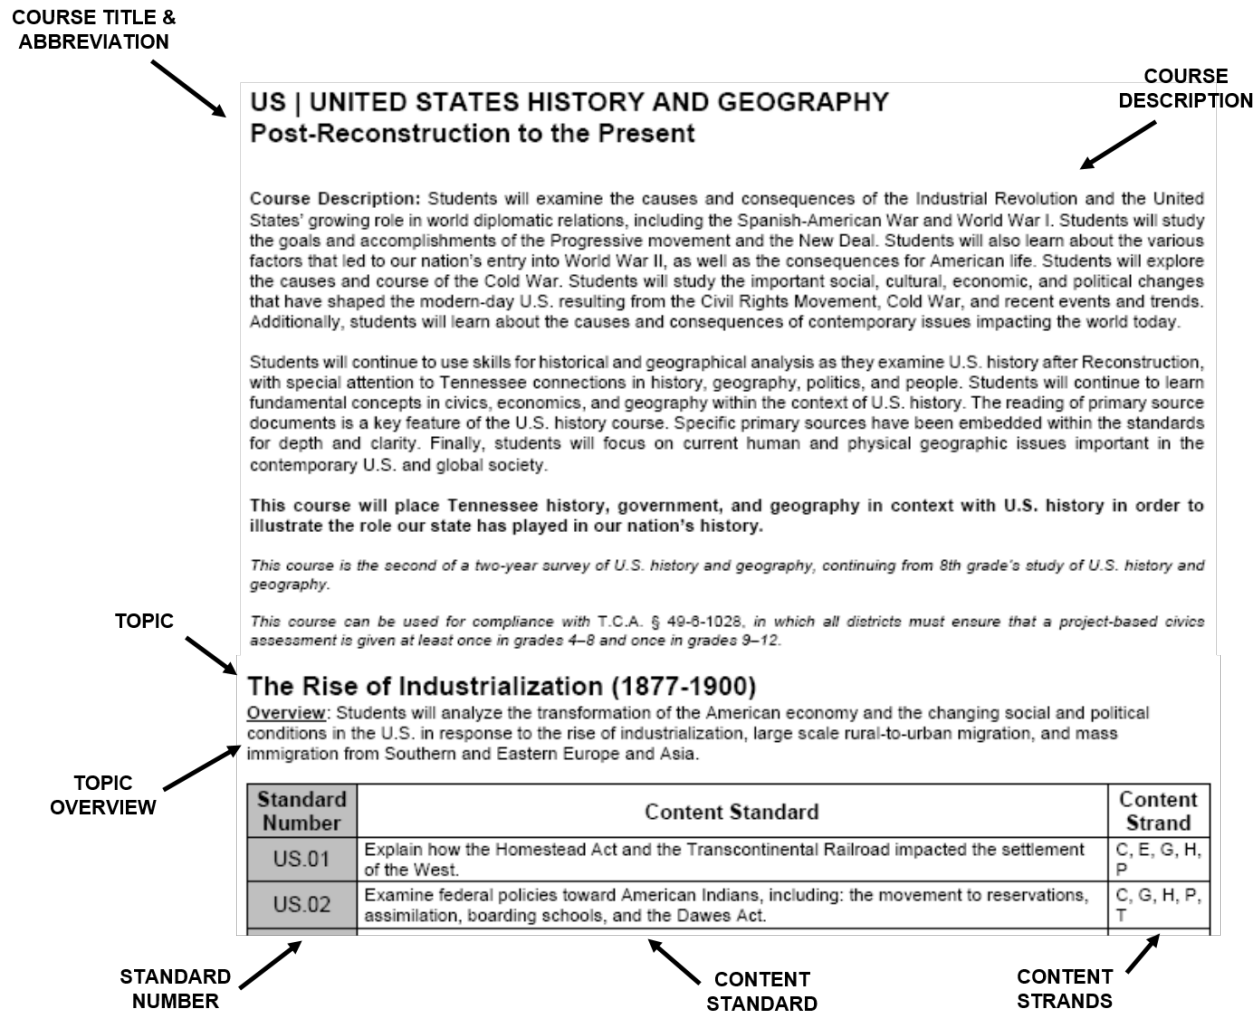 COURSE TITLE &
ABBREVIATION
COURSE
DESCRIPTION
US | UNITED STATES HISTORY AND GEOGRAPHY
Post-Reconstruction to the Present
Course Description: Students will examine the causes and consequences of the Industrial Revolution and the United
States' growing role in world diplomatic relations, including the Spanish-American War and World War I. Students will study
the goals and accomplishments of the Progressive movement and the New Deal. Students will also learn about the various
factors that led to our nation's entry into World War II, as well as the consequences for American life. Students will explore
the causes and course of the Cold War. Students will study the important social, cultural, economic, and political changes
that have shaped the modern-day U.S. resulting from the Civil Rights Movement, Cold War, and recent events and trends.
Additionally, students will learn about the causes and consequences of contemporary issues impacting the world today.
Students will continue to use skills for historical and geographical analysis as they examine U.S. history after Reconstruction,
with special attention to Tennessee connections in history, geography, politics, and people. Students will continue to learn
fundamental concepts in civics, economics, and geography within the context of U.S. history. The reading of primary source
documents is a key feature of the U.S. history course. Specific primary sources have been embedded within the standards
for depth and clarity. Finally, students will focus on current human and physical geographic issues important in the
contemporary U.S. and global society.
This course will place Tennessee history, government, and geography in context with U.S. history in order to
illustrate the role our state has played in our nation's history.
This course is the second of a two-year survey of U.S. history and geography, continuing from 8th grade's study of U.S. history and
geography.
This course can be used for compliance with T.C.A. § 49-6-1028, in which all districts must ensure that a project-based civics
assessment is given at least once in grades 4–8 and once in grades 9–12.
TOPIC
The Rise of Industrialization (1877-1900)
Overview: Students will analyze the transformation of the American economy and the changing social and political
conditions in the U.S. in response to the rise of industrialization, large scale rural-to-urban migration, and mass
immigration from Southern and Eastern Europe and Asia.
TOPIC
OVERVIEW
Standard
Number
Content Standard
Content
Strand
US.01
Explain how the Homestead Act and the Transcontinental Railroad impacted the settlement
of the West.
C, E, G, H,
P
US.02
Examine federal policies toward American Indians, including: the movement to reservations,
assimilation, boarding schools, and the Dawes Act.
C, G, H, P,
T
STANDARD
NUMBER
CONTENT
STANDARD
CONTENT
STRANDS